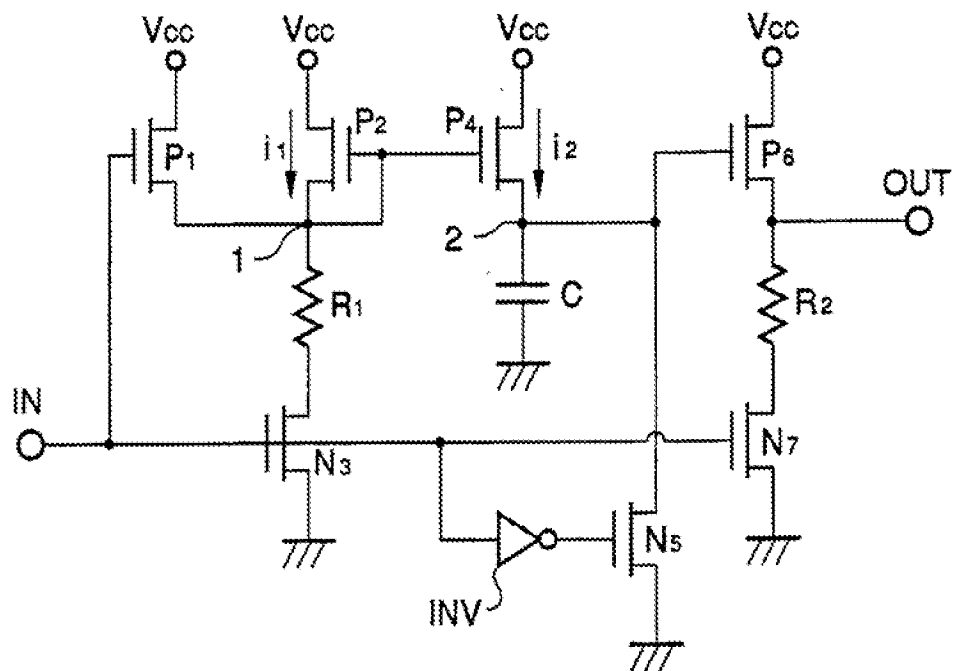 Vcc Vcc Vcc Vcc
P1 i1 P2 P4 i2 P6
OUT
1 2
R1 C R2
IN
N3 N7
N5
INV